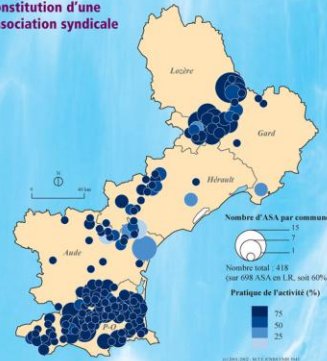 onstitution d'une
ssociation syndicale
Lozère
Gard
Hérault
N
0
40 km
Aude
P-O
Nombre d'ASA par commune
15
7
1
Nombre total : 418
(sur 698 ASA en LR, soit 60%
Pratique de l'activité (%)
75
50
25